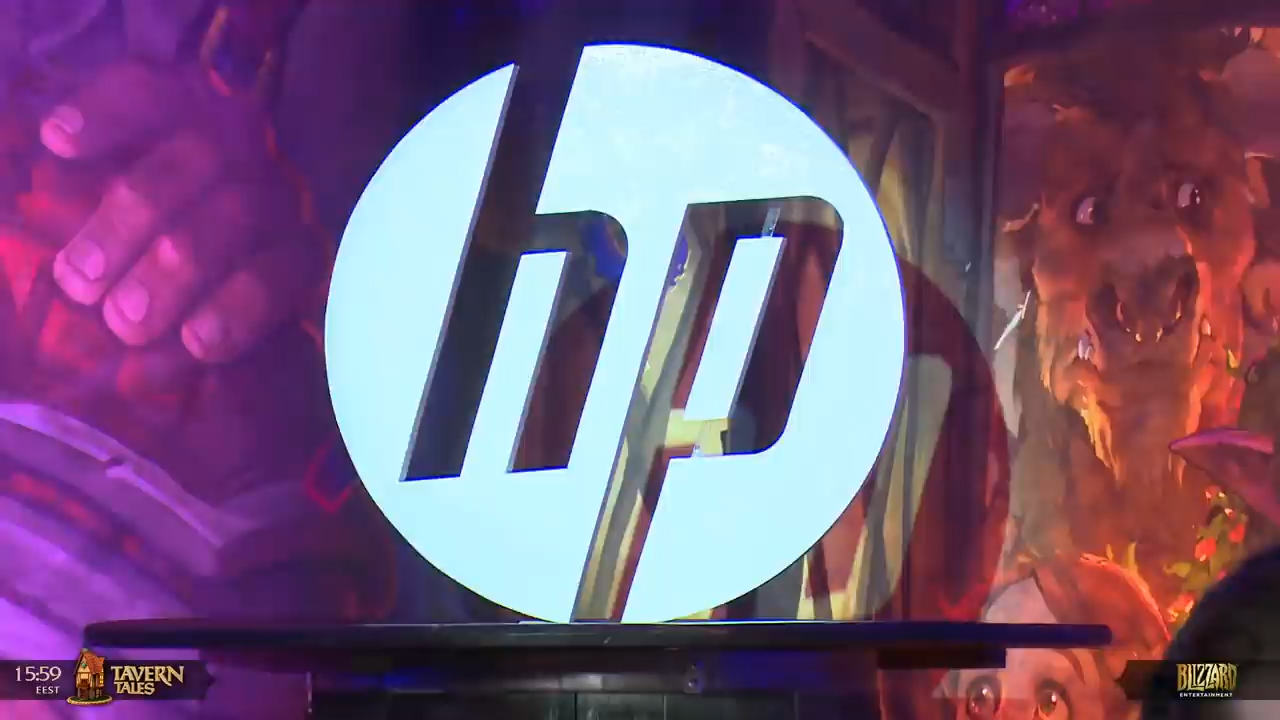 hp
15:59
EEST
TAVERN
TALES
BLIZZARD
ENTERTAINMENT